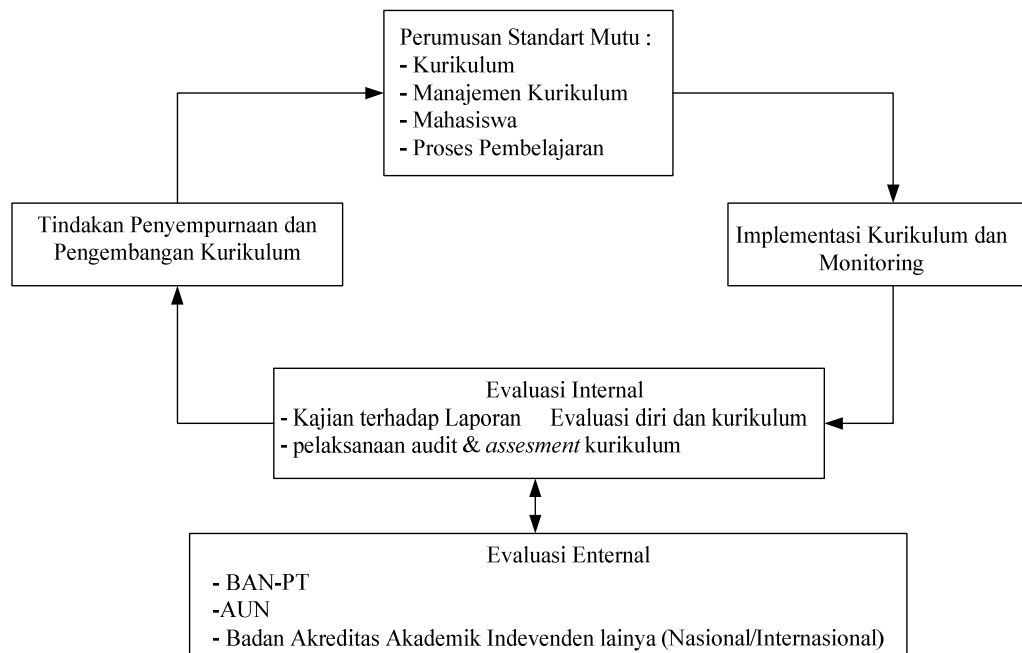 Perumusan Standart Mutu :
- Kurikulum
- Manajemen Kurikulum
- Mahasiswa
- Proses Pembelajaran
Tindakan Penyempurnaan dan
Pengembangan Kurikulum
Implementasi Kurikulum dan
Monitoring
Evaluasi Internal
- Kajian terhadap Laporan Evaluasi diri dan kurikulum
- pelaksanaan audit & assesment kurikulum
Evaluasi Enternal
- BAN-PT
-AUN
- Badan Akreditas Akademik Indevenden lainya (Nasional/Internasional)